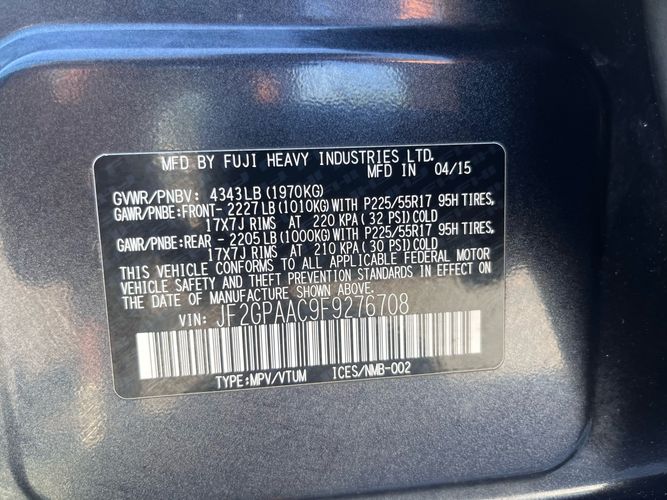 MFD BY FUJI HEAVY INDUSTRIES LTD.
MFD IN 04/15
GVWR/PNBV: 4343LB(1970KG)
GAWR/PNBE:FRONT- 2227LB(1010KG)WITH P225/55R17 95H TIRES,
17X7J RIMS AT 220 KPA(32 PSI)COLD
GAWR/PNBE:REAR - 2205LB(1000KG)WITH P225/55R17 95H TIRES,
17X7J RIMS AT 210 KPA(30 PSI)COLD
THIS VEHICLE CONFORMS TO ALL APPLICABLE FEDERAL MOTOR
VEHICLE SAFETY AND THEFT PREVENTION STANDARDS IN EFFECT ON
THE DATE OF MANUFACTURE SHOWN ABOVE.
VIN: JF2GPAAC9F9276708
TYPE:MPV/VTUM ICES/NMB-002